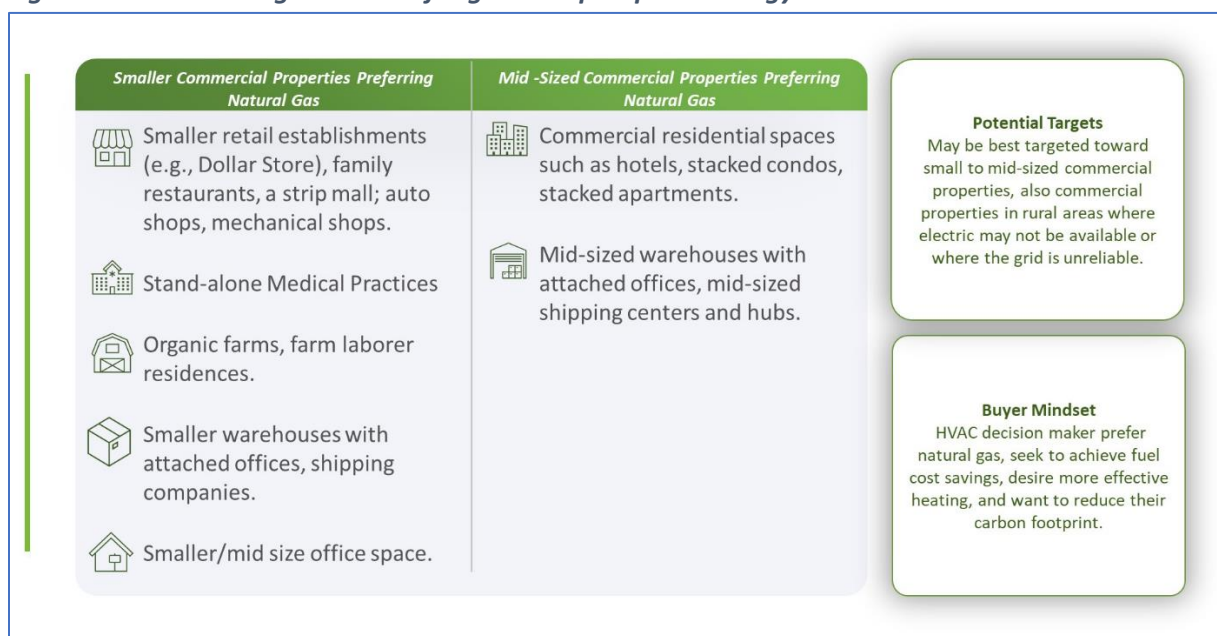 Smaller Commercial Properties Preferring
Natural Gas
Smaller retail establishments
(e.g., Dollar Store), family
restaurants, a strip mall; auto
shops, mechanical shops.
Stand-alone Medical Practices
Organic farms, farm laborer
residences.
Smaller warehouses with
attached offices, shipping
companies.
Smaller/mid size office space.
Mid -Sized Commercial Properties Preferring
Natural Gas
Commercial residential spaces
such as hotels, stacked condos,
stacked apartments.
Mid-sized warehouses with
attached offices, mid-sized
shipping centers and hubs.
Potential Targets
May be best targeted toward
small to mid-sized commercial
properties, also commercial
properties in rural areas where
electric may not be available or
where the grid is unreliable.
Buyer Mindset
HVAC decision maker prefer
natural gas, seek to achieve fuel
cost savings, desire more effective
heating, and want to reduce their
carbon footprint.